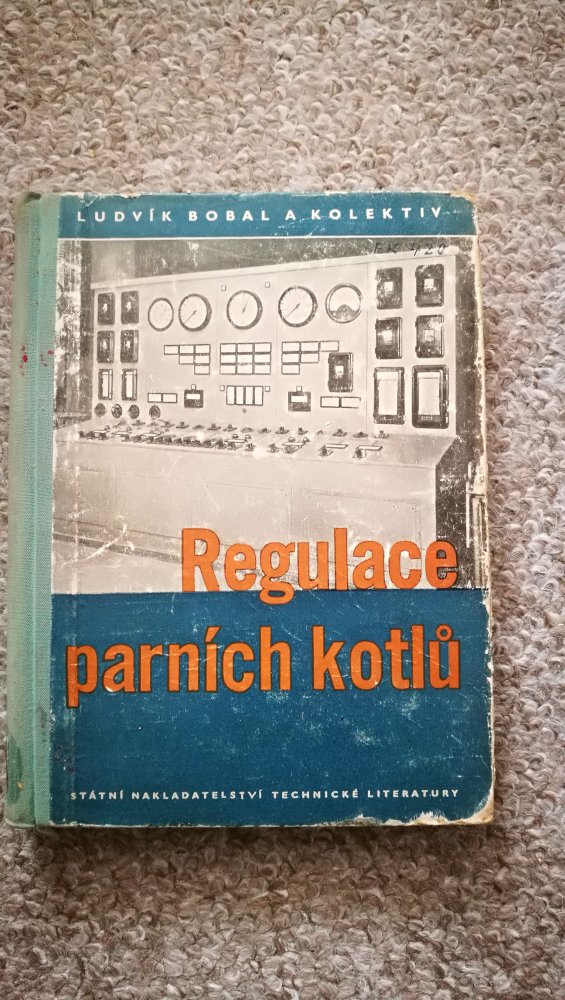 LUDVÍK BOBAL A KOLEKTIV
Regulace
parních kotlů
STÁTNÍ NAKLADATELSTVÍ TECHNICKÉ LITERATURY